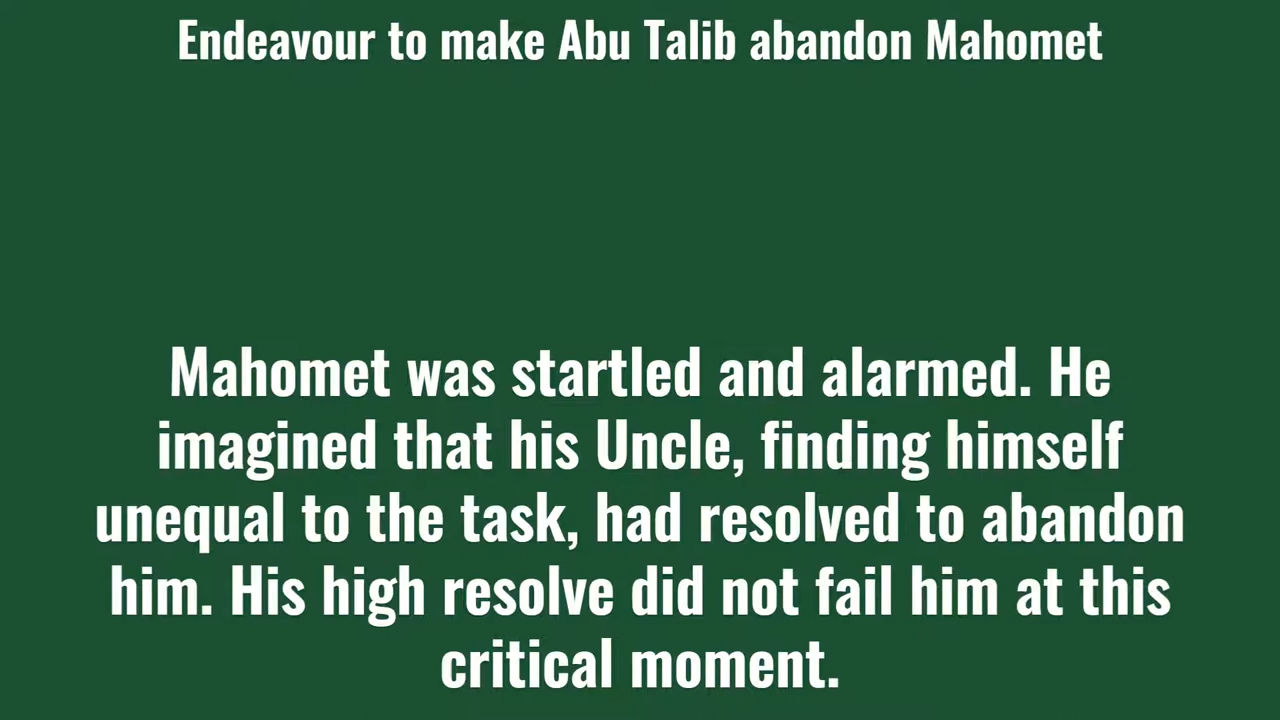 Endeavour to make Abu Talib abandon Mahomet
Mahomet was startled and alarmed. He
imagined that his Uncle, finding himself
unequal to the task, had resolved to abandon
him. His high resolve did not fail him at this
critical moment.